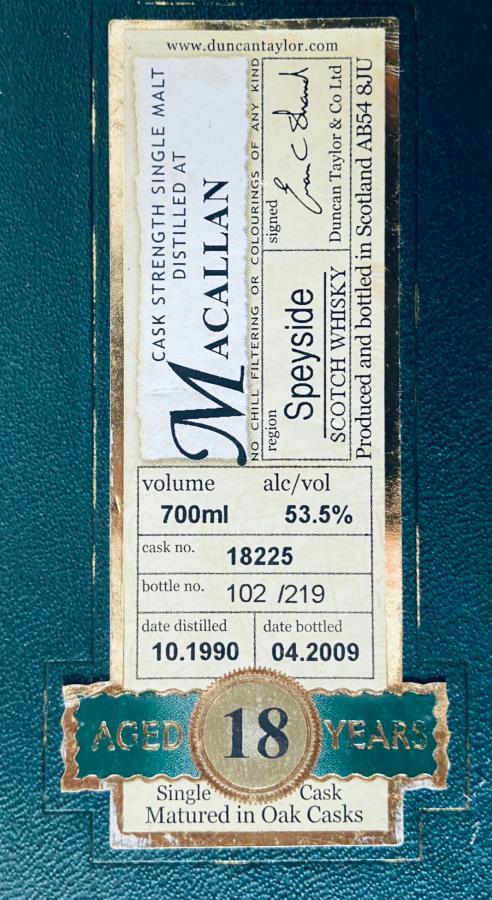 www.duncantaylor.com
CASK STRENGTH SINGLE MALT
DISTILLED AT
MACALLAN
NO CHILL FILTERING OR COLOURINGS OF ANY KIND
region
Speyside
SCOTCH WHISKY
signed
Euan C Shand
Duncan Taylor & Co Ltd
Produced and bottled in Scotland AB54 8JU
volume alc/vol
700ml 53.5%
cask no. 18225
bottle no. 102 /219
date distilled date bottled
10.1990 04.2009
AGED 18 YEARS
Single Cask
Matured in Oak Casks